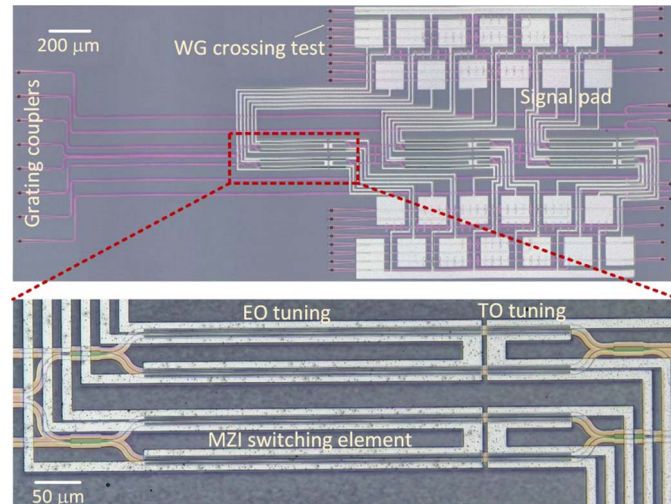 200 μm
WG crossing test
Signal pad
Grating couplers
EO tuning
TO tuning
MZI switching element
50 μm